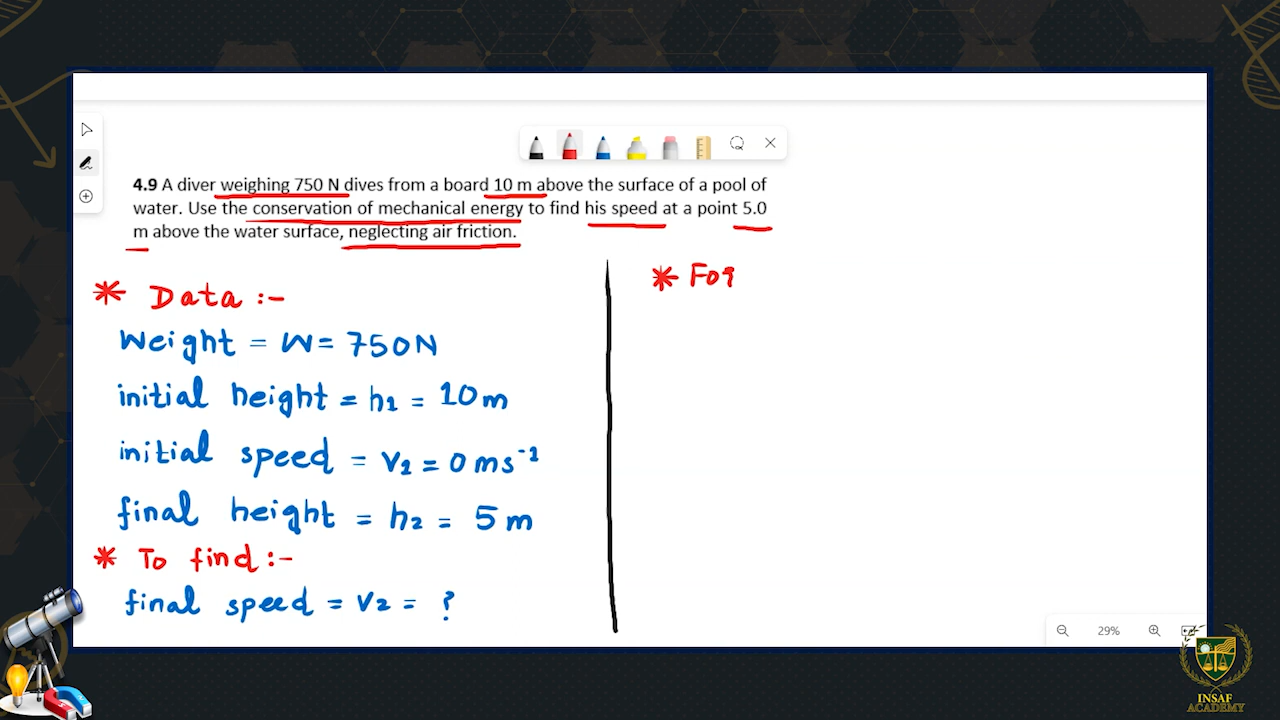 4.9 A diver weighing 750 N dives from a board 10 m above the surface of a pool of
water. Use the conservation of mechanical energy to find his speed at a point 5.0
m above the water surface, neglecting air friction.
* Data :-
Weight = W = 750N
initial height = h1 = 10m
initial speed = v1 = 0 ms⁻¹
final height = h2 = 5m
* To find :-
final speed = v2 = ?
* For
29%
INSAF
ACADEMY